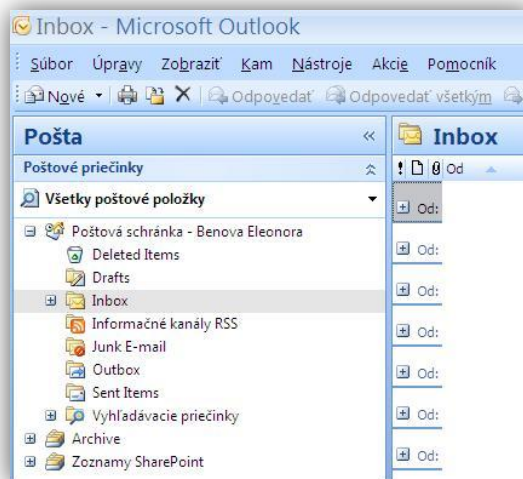 Inbox - Microsoft Outlook
Súbor Úpravy Zobraziť Kam Nástroje Akcie Pomocník
Nové Odpovedať Odpovedať všetkým
Pošta «
Inbox
Poštové priečinky
Od
Všetky poštové položky
Od:
Poštová schránka - Benova Eleonora
Deleted Items
Od:
Drafts
Inbox
Od:
Informačné kanály RSS
Od:
Junk E-mail
Outbox
Od:
Sent Items
Vyhľadávacie priečinky
Od:
Archive
Zoznamy SharePoint
Od: